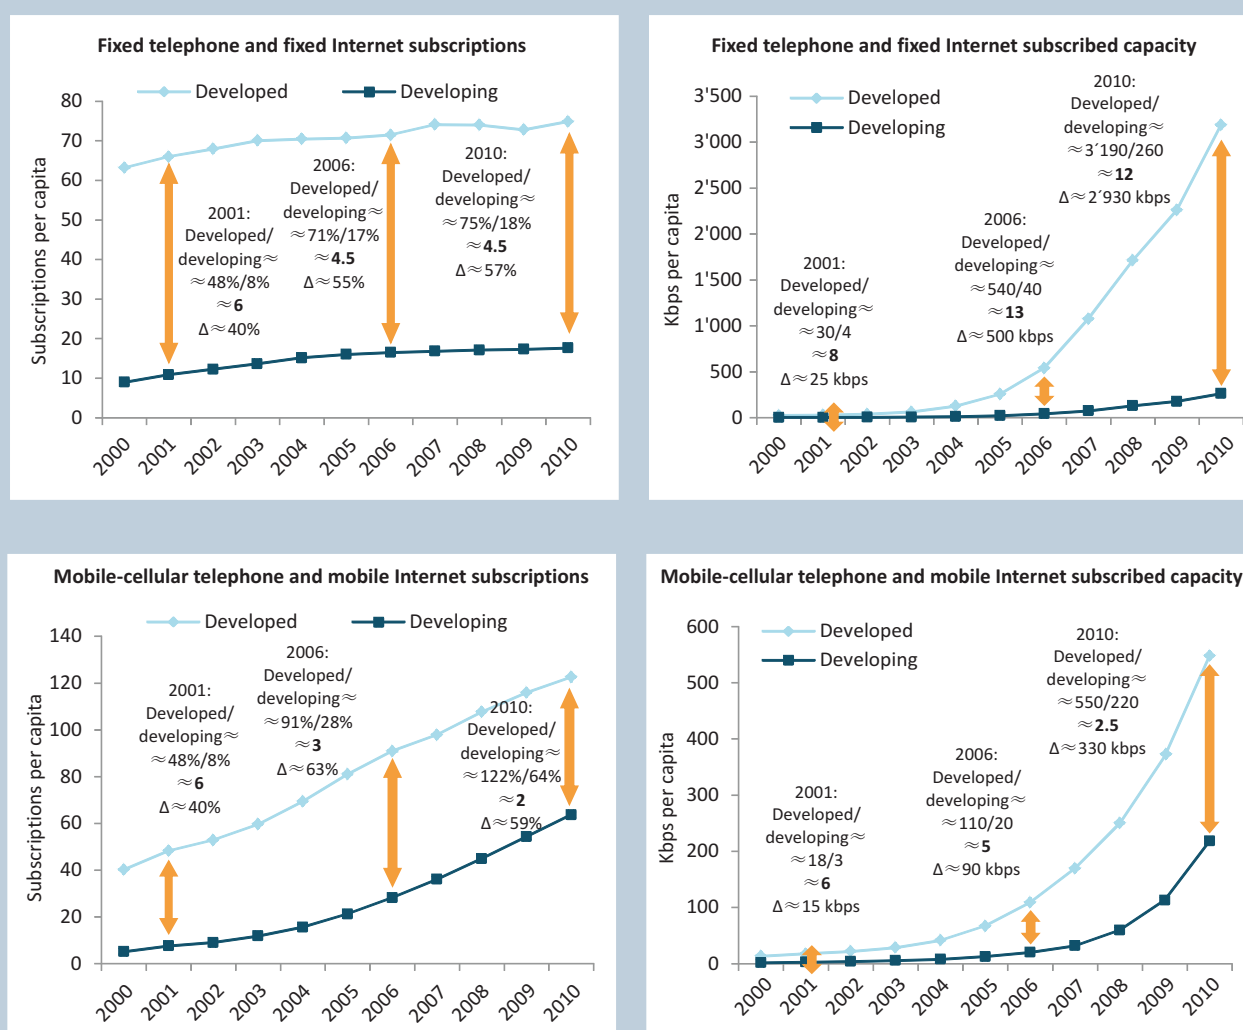 Fixed telephone and fixed Internet subscriptions
Developed
Developing
Subscriptions per capita
80
70
60
50
40
30
20
10
0
2001:
Developed/
developing≈
≈48%/8%
≈6
Δ≈40%
2006:
Developed/
developing≈
≈71%/17%
≈4.5
Δ≈55%
2010:
Developed/
developing≈
≈75%/18%
≈4.5
Δ≈57%
2000 2001 2002 2003 2004 2005 2006 2007 2008 2009 2010
Fixed telephone and fixed Internet subscribed capacity
Developed
Developing
Kbps per capita
3'500
3'000
2'500
2'000
1'500
1'000
500
0
2001:
Developed/
developing≈
≈30/4
≈8
Δ≈25 kbps
2006:
Developed/
developing≈
≈540/40
≈13
Δ≈500 kbps
2010:
Developed/
developing≈
≈3´190/260
≈12
Δ≈2´930 kbps
2000 2001 2002 2003 2004 2005 2006 2007 2008 2009 2010
Mobile-cellular telephone and mobile Internet subscriptions
Developed
Developing
Subscriptions per capita
140
120
100
80
60
40
20
0
2001:
Developed/
developing≈
≈48%/8%
≈6
Δ≈40%
2006:
Developed/
developing≈
≈91%/28%
≈3
Δ≈63%
2010:
Developed/
developing≈
≈122%/64%
≈2
Δ≈59%
2000 2001 2002 2003 2004 2005 2006 2007 2008 2009 2010
Mobile-cellular telephone and mobile Internet subscribed capacity
Developed
Developing
Kbps per capita
600
500
400
300
200
100
0
2001:
Developed/
developing≈
≈18/3
≈6
Δ≈15 kbps
2006:
Developed/
developing≈
≈110/20
≈5
Δ≈90 kbps
2010:
Developed/
developing≈
≈550/220
≈2.5
Δ≈330 kbps
2000 2001 2002 2003 2004 2005 2006 2007 2008 2009 2010